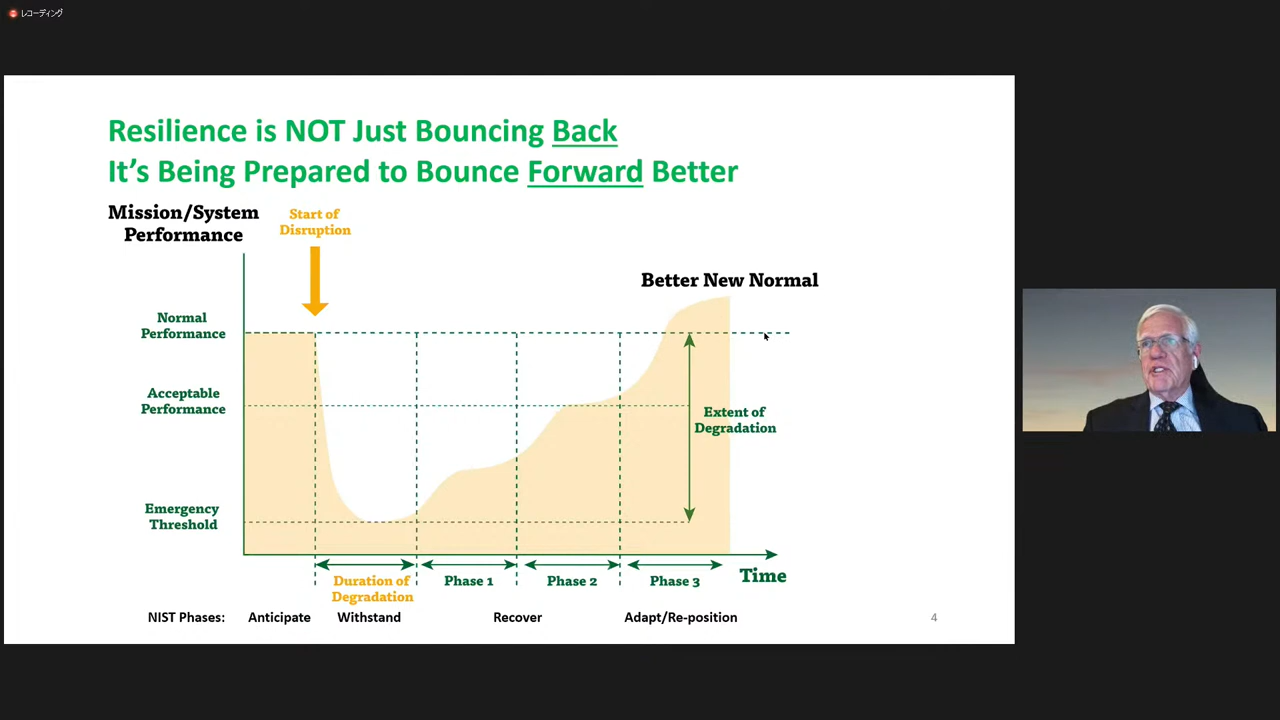 レコーディング
Resilience is NOT Just Bouncing Back
It's Being Prepared to Bounce Forward Better
Mission/System
Performance
Start of
Disruption
Better New Normal
Normal
Performance
Acceptable
Performance
Extent of
Degradation
Emergency
Threshold
Duration of
Degradation
Phase 1
Phase 2
Phase 3
Time
NIST Phases: Anticipate Withstand Recover Adapt/Re-position
4